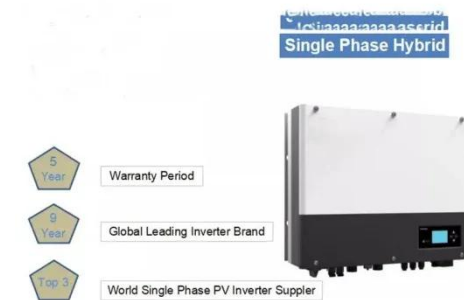 Single Phase Hybrid
5
Year
Warranty Period
9
Year
Global Leading Inverter Brand
Top 3
World Single Phase PV Inverter Suppler